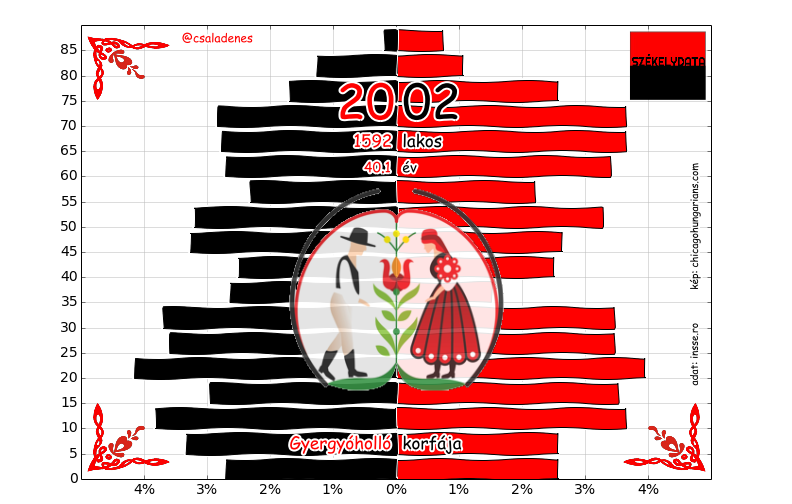 @csaladenes
SZÉKELYDATA
2002
1592 lakos
40.1 év
kép: chicagohungarians.com
adat: insse.ro
Gyergyóholló korfája
85
80
75
70
65
60
55
50
45
40
35
30
25
20
15
10
5
0
4% 3% 2% 1% 0% 1% 2% 3% 4%